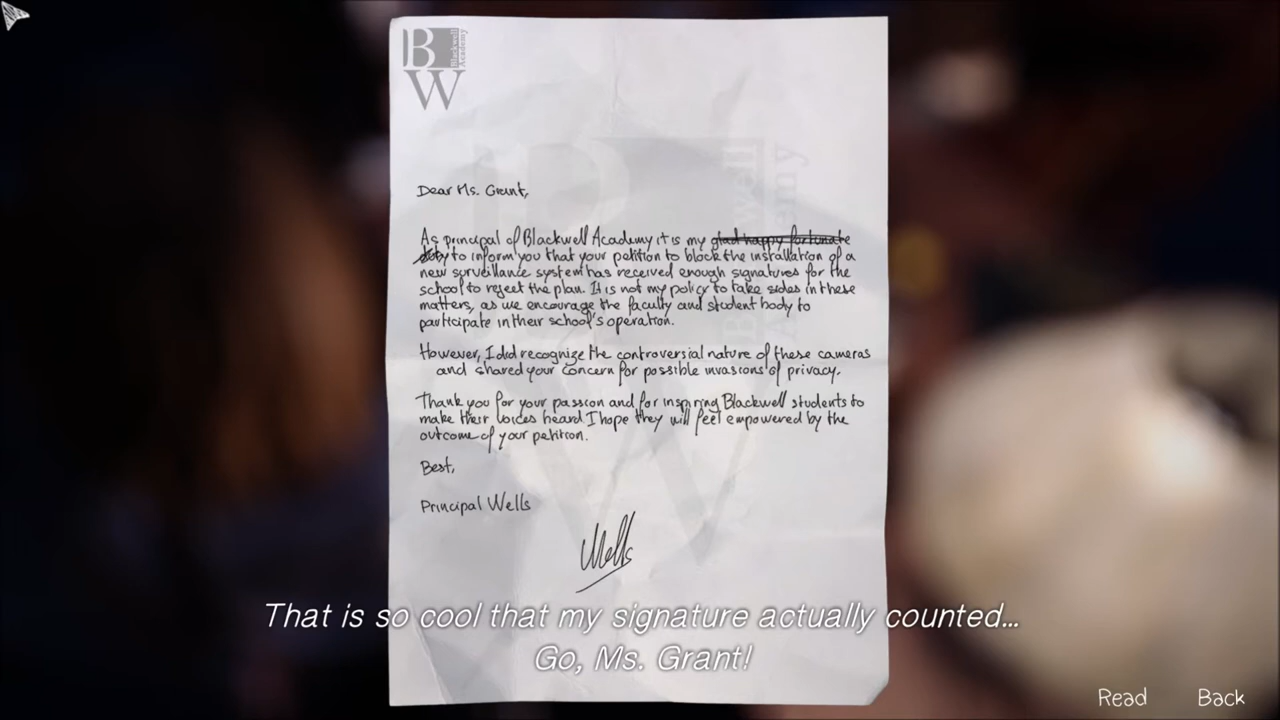 BW
Blackwell
Academy
Dear Ms. Grant,
As principal of Blackwell Academy it is my glad happy fortunate
duty to inform you that your petition to block the installation of a
new surveillance system has received enough signatures for the
school to reject the plan. It is not my policy to take sides in these
matters, as we encourage the faculty and student body to
participate in their school's operation.
However, I did recognize the controversial nature of these cameras
and shared your concern for possible invasions of privacy.
Thank you for your passion and for inspiring Blackwell students to
make their voices heard I hope they will feel empowered by the
outcome of your petition.
Best,
Principal Wells
Wells
That is so cool that my signature actually counted...
Go, Ms. Grant!
Read Back